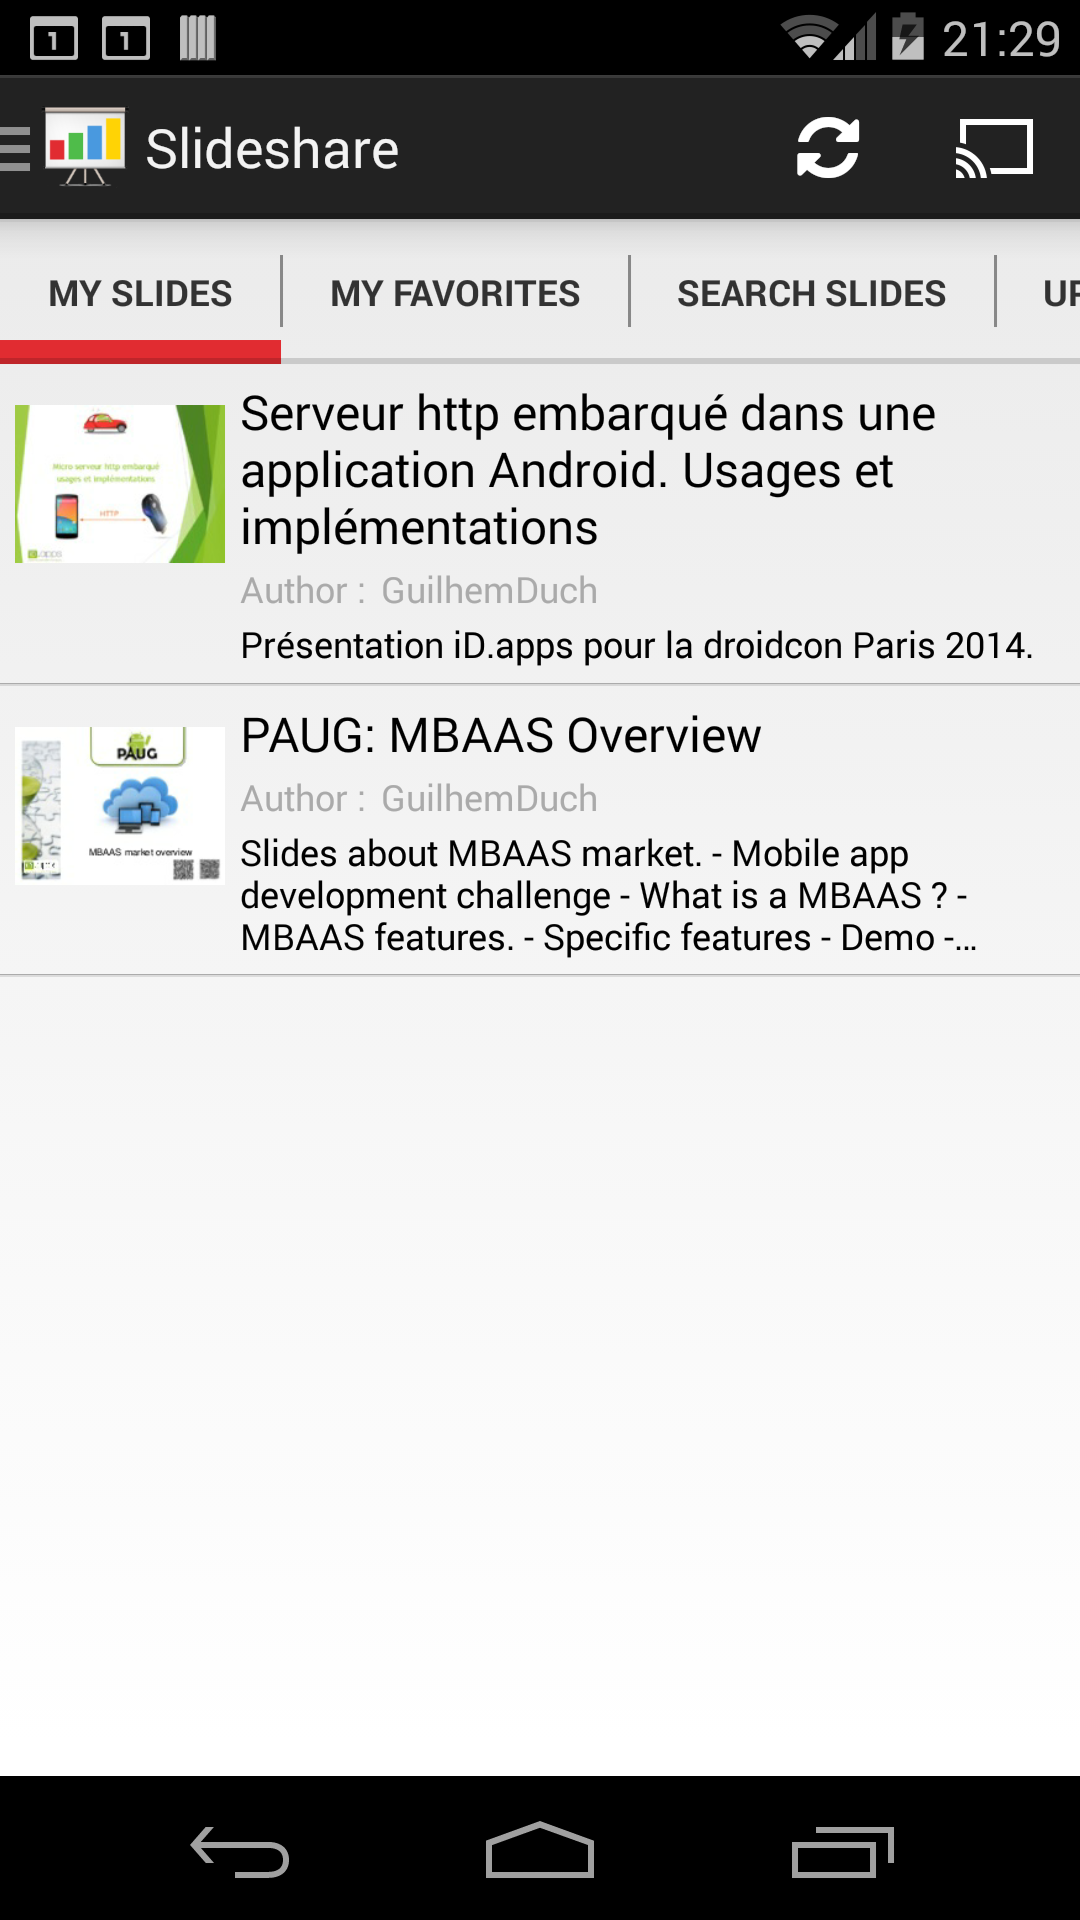 1 1 21:29
Slideshare
MY SLIDES MY FAVORITES SEARCH SLIDES UP
Serveur http embarqué dans une
application Android. Usages et
implémentations
Micro serveur http embarqué
usages et implémentations
HTTP
Author : GuilhemDuch
Présentation iD.apps pour la droidcon Paris 2014.
PAUG: MBAAS Overview
PAUG
MBAAS market overview
Author : GuilhemDuch
Slides about MBAAS market. - Mobile app
development challenge - What is a MBAAS ? -
MBAAS features. - Specific features - Demo -...